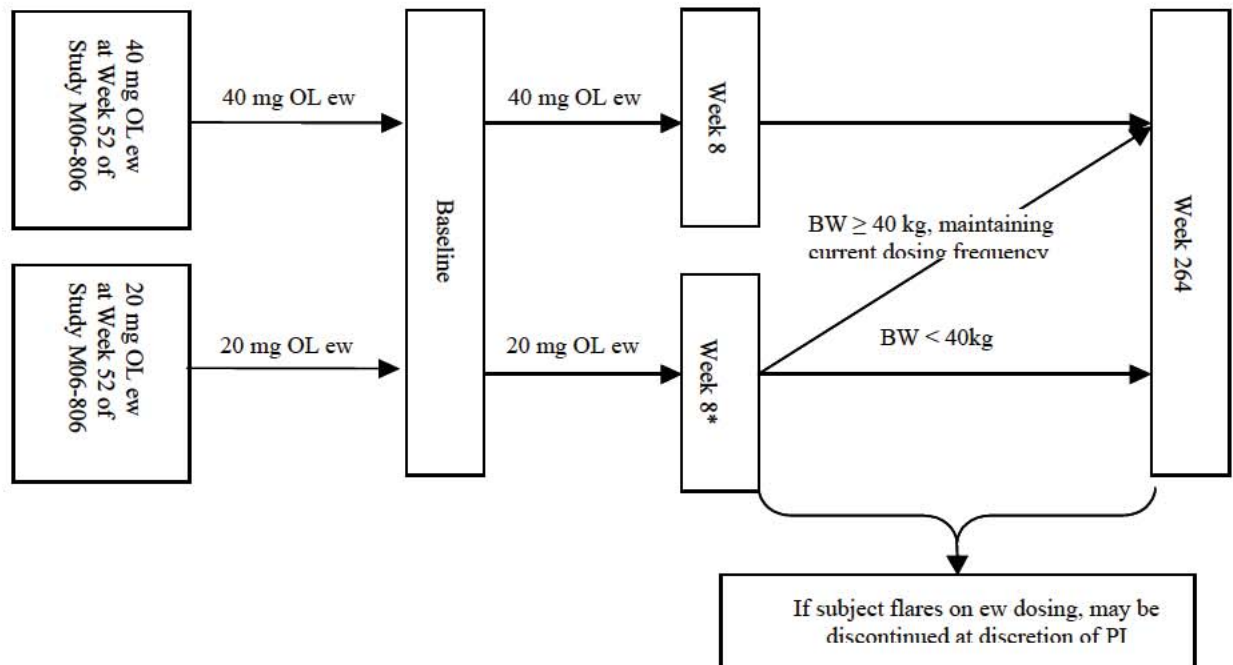 40 mg OL ew
at Week 52 of
Study M06-806
40 mg OL ew
Baseline
40 mg OL ew
Week 8
BW ≥ 40 kg, maintaining
current dosing frequency
Week 264
20 mg OL ew
at Week 52 of
Study M06-806
20 mg OL ew
20 mg OL ew
Week 8*
BW < 40kg
If subject flares on ew dosing, may be
discontinued at discretion of PI